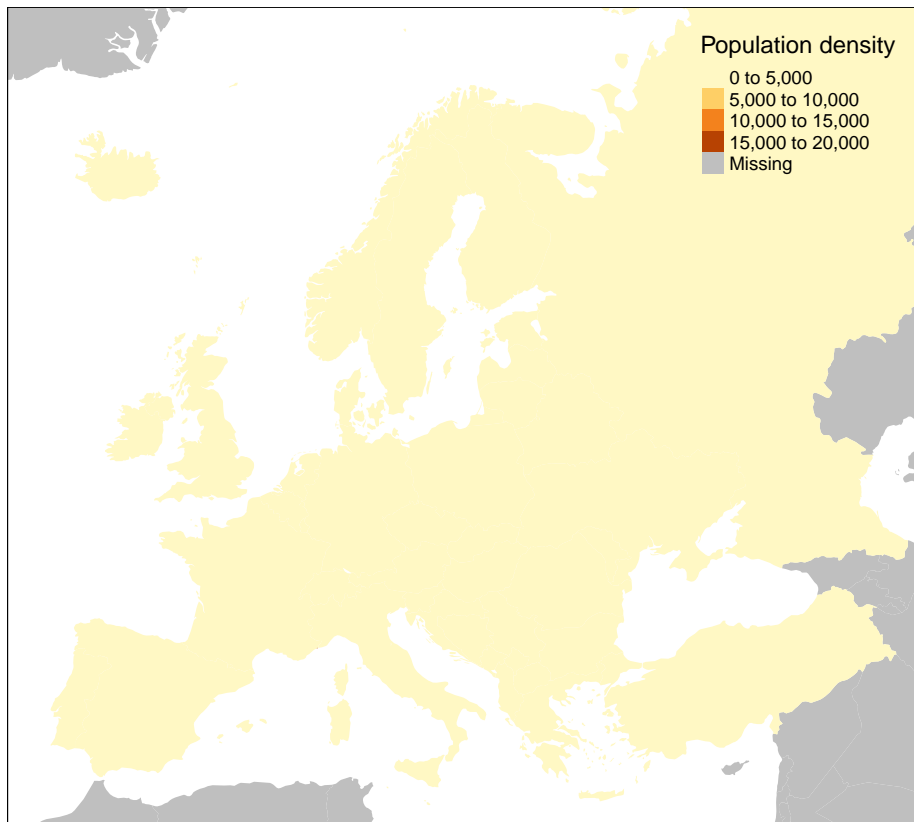 Population density
0 to 5,000
5,000 to 10,000
10,000 to 15,000
15,000 to 20,000
Missing